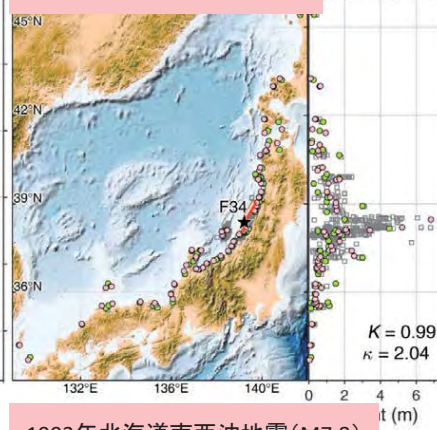 45°N
42°N
39°N
F34
36°N
K = 0.99
κ = 2.04
132°E 136°E 140°E 0 2 4 6
t (m)